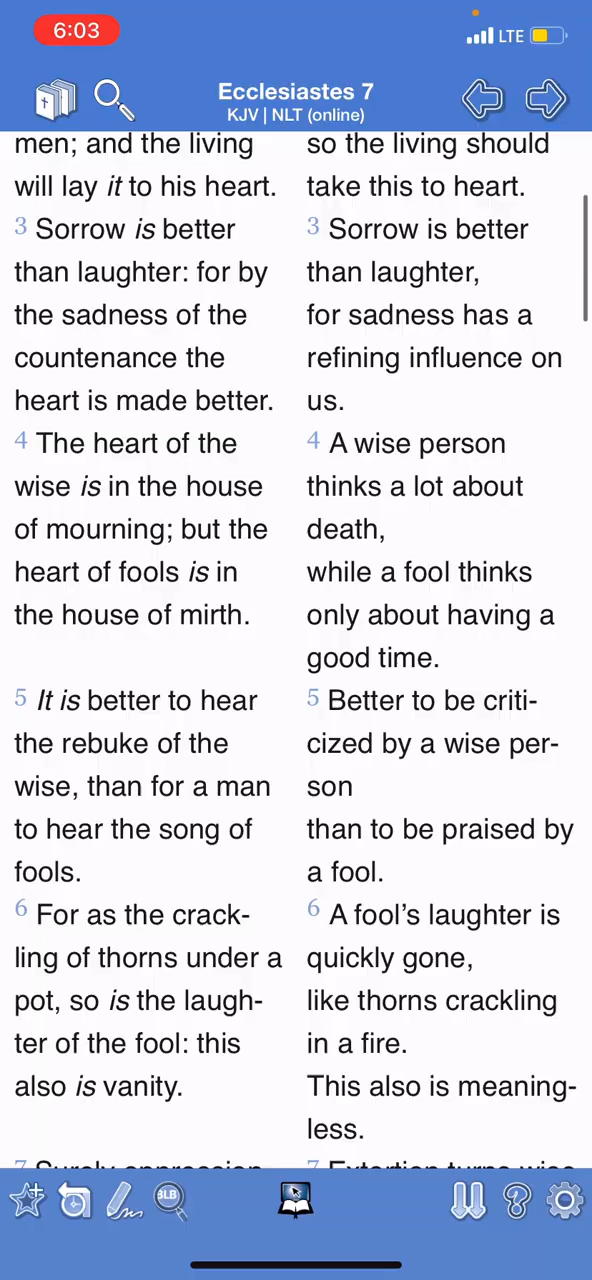 6:03
LTE
Ecclesiastes 7
KJV | NLT (online)
men; and the living
will lay it to his heart.
3 Sorrow is better
than laughter: for by
the sadness of the
countenance the
heart is made better.
4 The heart of the
wise is in the house
of mourning; but the
heart of fools is in
the house of mirth.
5 It is better to hear
the rebuke of the
wise, than for a man
to hear the song of
fools.
6 For as the crack-
ling of thorns under a
pot, so is the laugh-
ter of the fool: this
also is vanity.
7 Surely oppression
so the living should
take this to heart.
3 Sorrow is better
than laughter,
for sadness has a
refining influence on
us.
4 A wise person
thinks a lot about
death,
while a fool thinks
only about having a
good time.
5 Better to be criti-
cized by a wise per-
son
than to be praised by
a fool.
6 A fool’s laughter is
quickly gone,
like thorns crackling
in a fire.
This also is meaning-
less.
7 Extortion turns wise
BLB